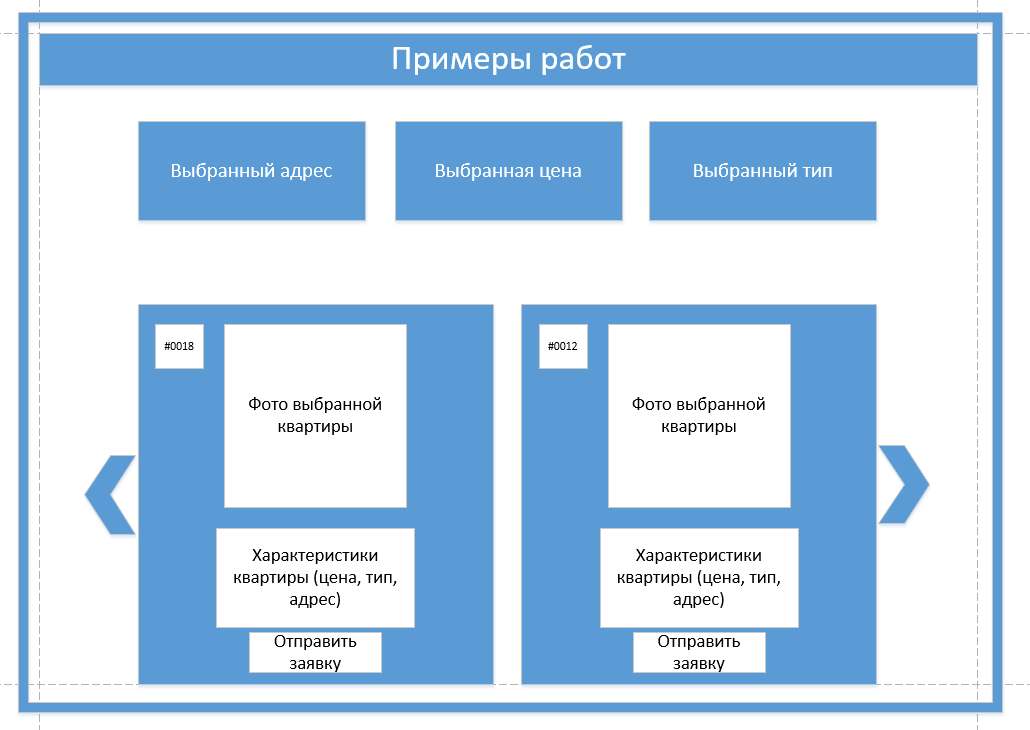 Примеры работ
Выбранный адрес
Выбранная цена
Выбранный тип
#0018
Фото выбранной
квартиры
Характеристики
квартиры (цена, тип,
адрес)
Отправить
заявку
#0012
Фото выбранной
квартиры
Характеристики
квартиры (цена, тип,
адрес)
Отправить
заявку